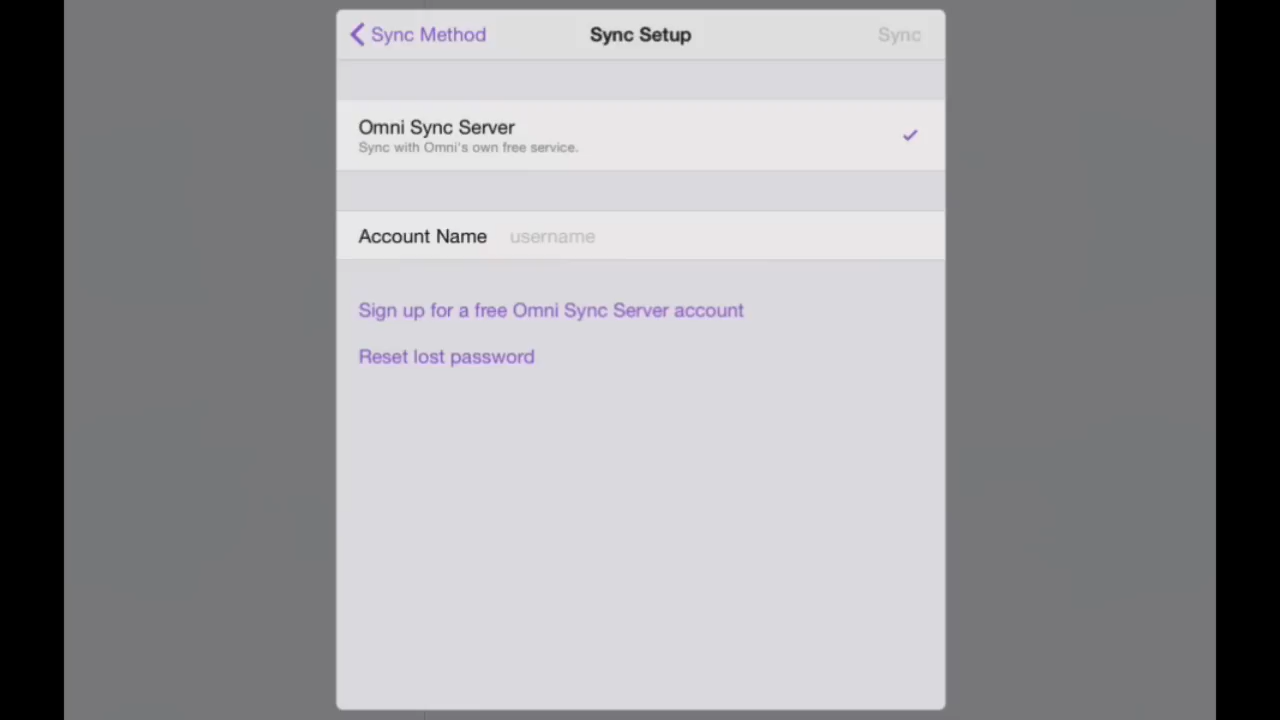 Sync Method
Sync Setup
Sync
Omni Sync Server
Sync with Omni's own free service.
Account Name username
Sign up for a free Omni Sync Server account
Reset lost password